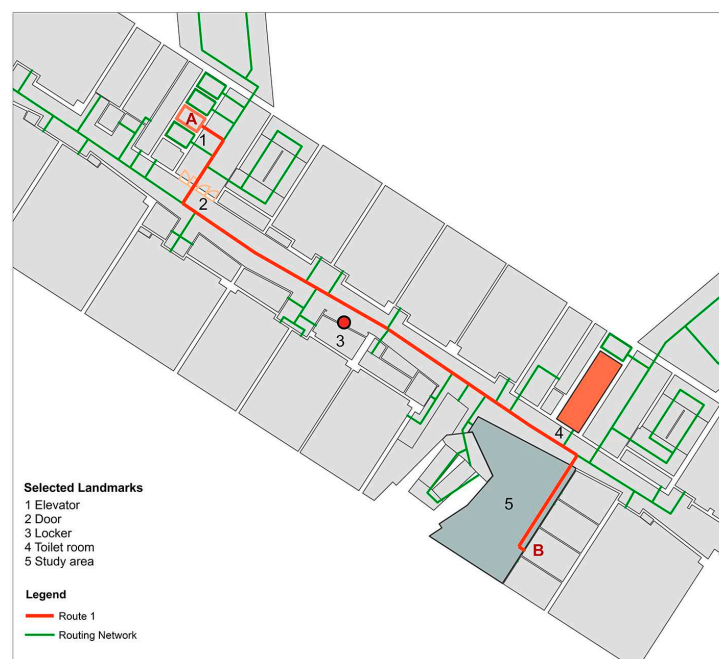 A
1
2
3
4
5
B
Selected Landmarks
1 Elevator
2 Door
3 Locker
4 Toilet room
5 Study area
Legend
Route 1
Routing Network